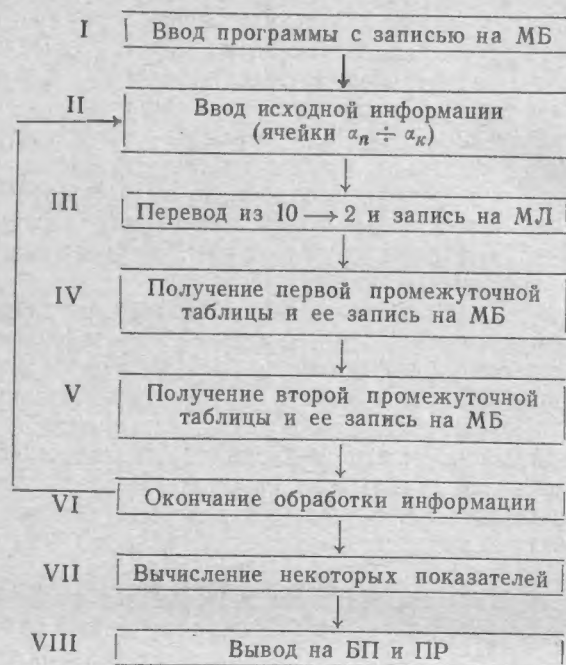 I Ввод программы с записью на МБ
II Ввод исходной информации
(ячейки αп ÷ ακ)
III Перевод из 10 → 2 и запись на МЛ
IV Получение первой промежуточной
таблицы и ее запись на МБ
V Получение второй промежуточной
таблицы и ее запись на МБ
VI Окончание обработки информации
VII Вычисление некоторых показателей
VIII Вывод на БП и ПР